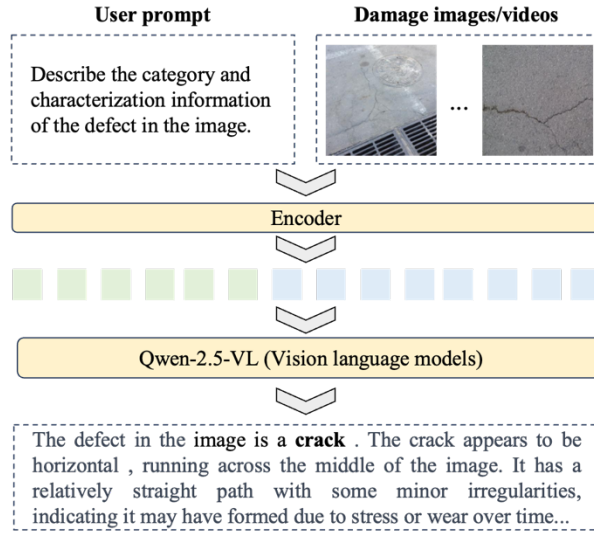 User prompt
Damage images/videos
Describe the category and
characterization information
of the defect in the image.
...
Encoder
Qwen-2.5-VL (Vision language models)
The defect in the image is a crack . The crack appears to be
horizontal , running across the middle of the image. It has a
relatively straight path with some minor irregularities,
indicating it may have formed due to stress or wear over time...